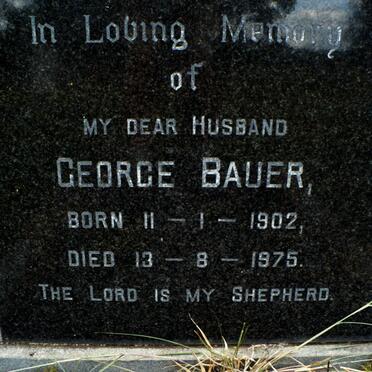 In Loving Memory
of
MY DEAR HUSBAND
GEORGE BAUER,
BORN 11 – 1 – 1902,
DIED 13 – 8 – 1975.
THE LORD IS MY SHEPHERD.